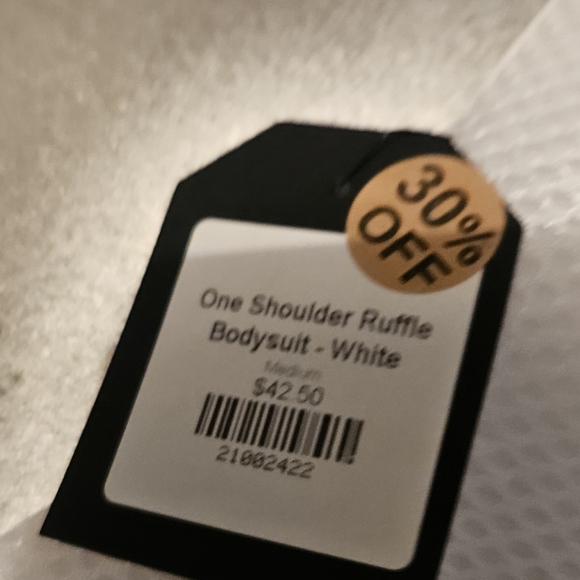 30%
OFF
One Shoulder Ruffle
Bodysuit - White
Medium
$42.50
21002422